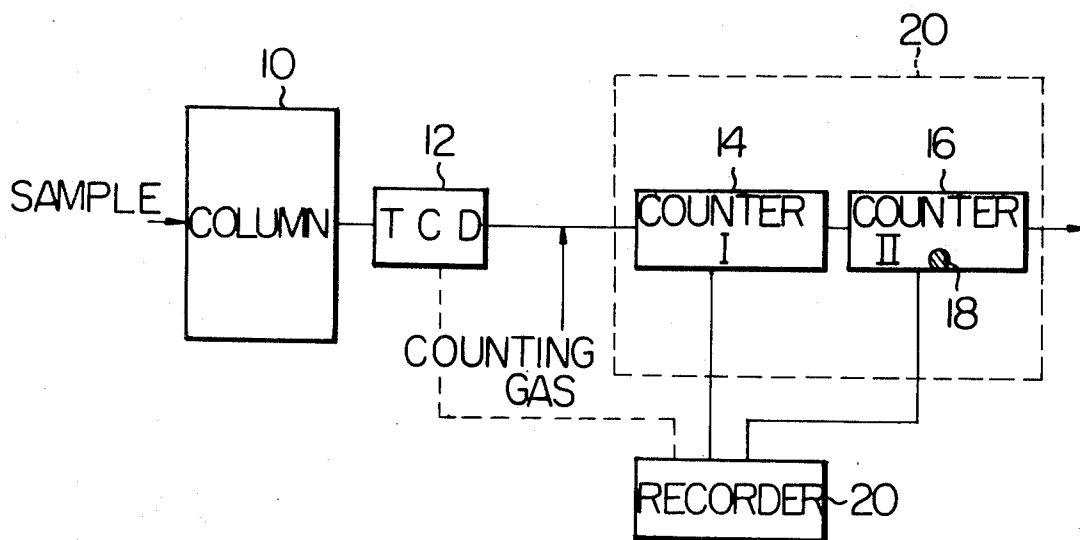 20
10
12
14
16
SAMPLE
COLUMN
T C D
COUNTER
I
COUNTER
II
18
COUNTING
GAS
RECORDER
20